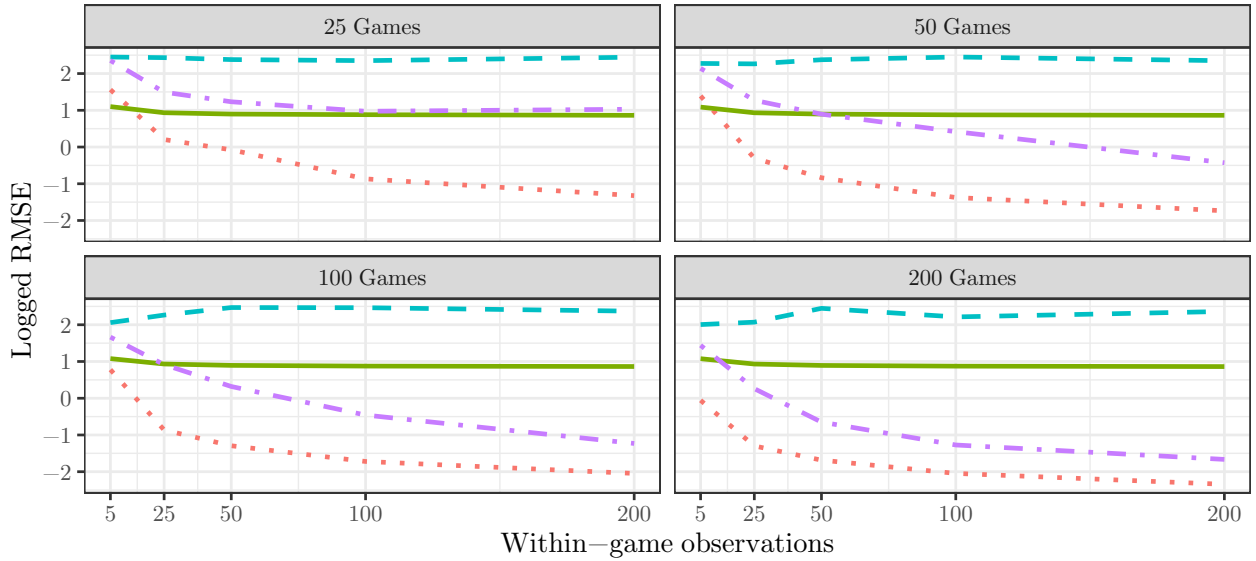 25 Games
50 Games
2
1
0
−1
−2
100 Games
200 Games
2
1
0
−1
−2
5 25 50 100 200
5 25 50 100 200
Within−game observations
Logged RMSE